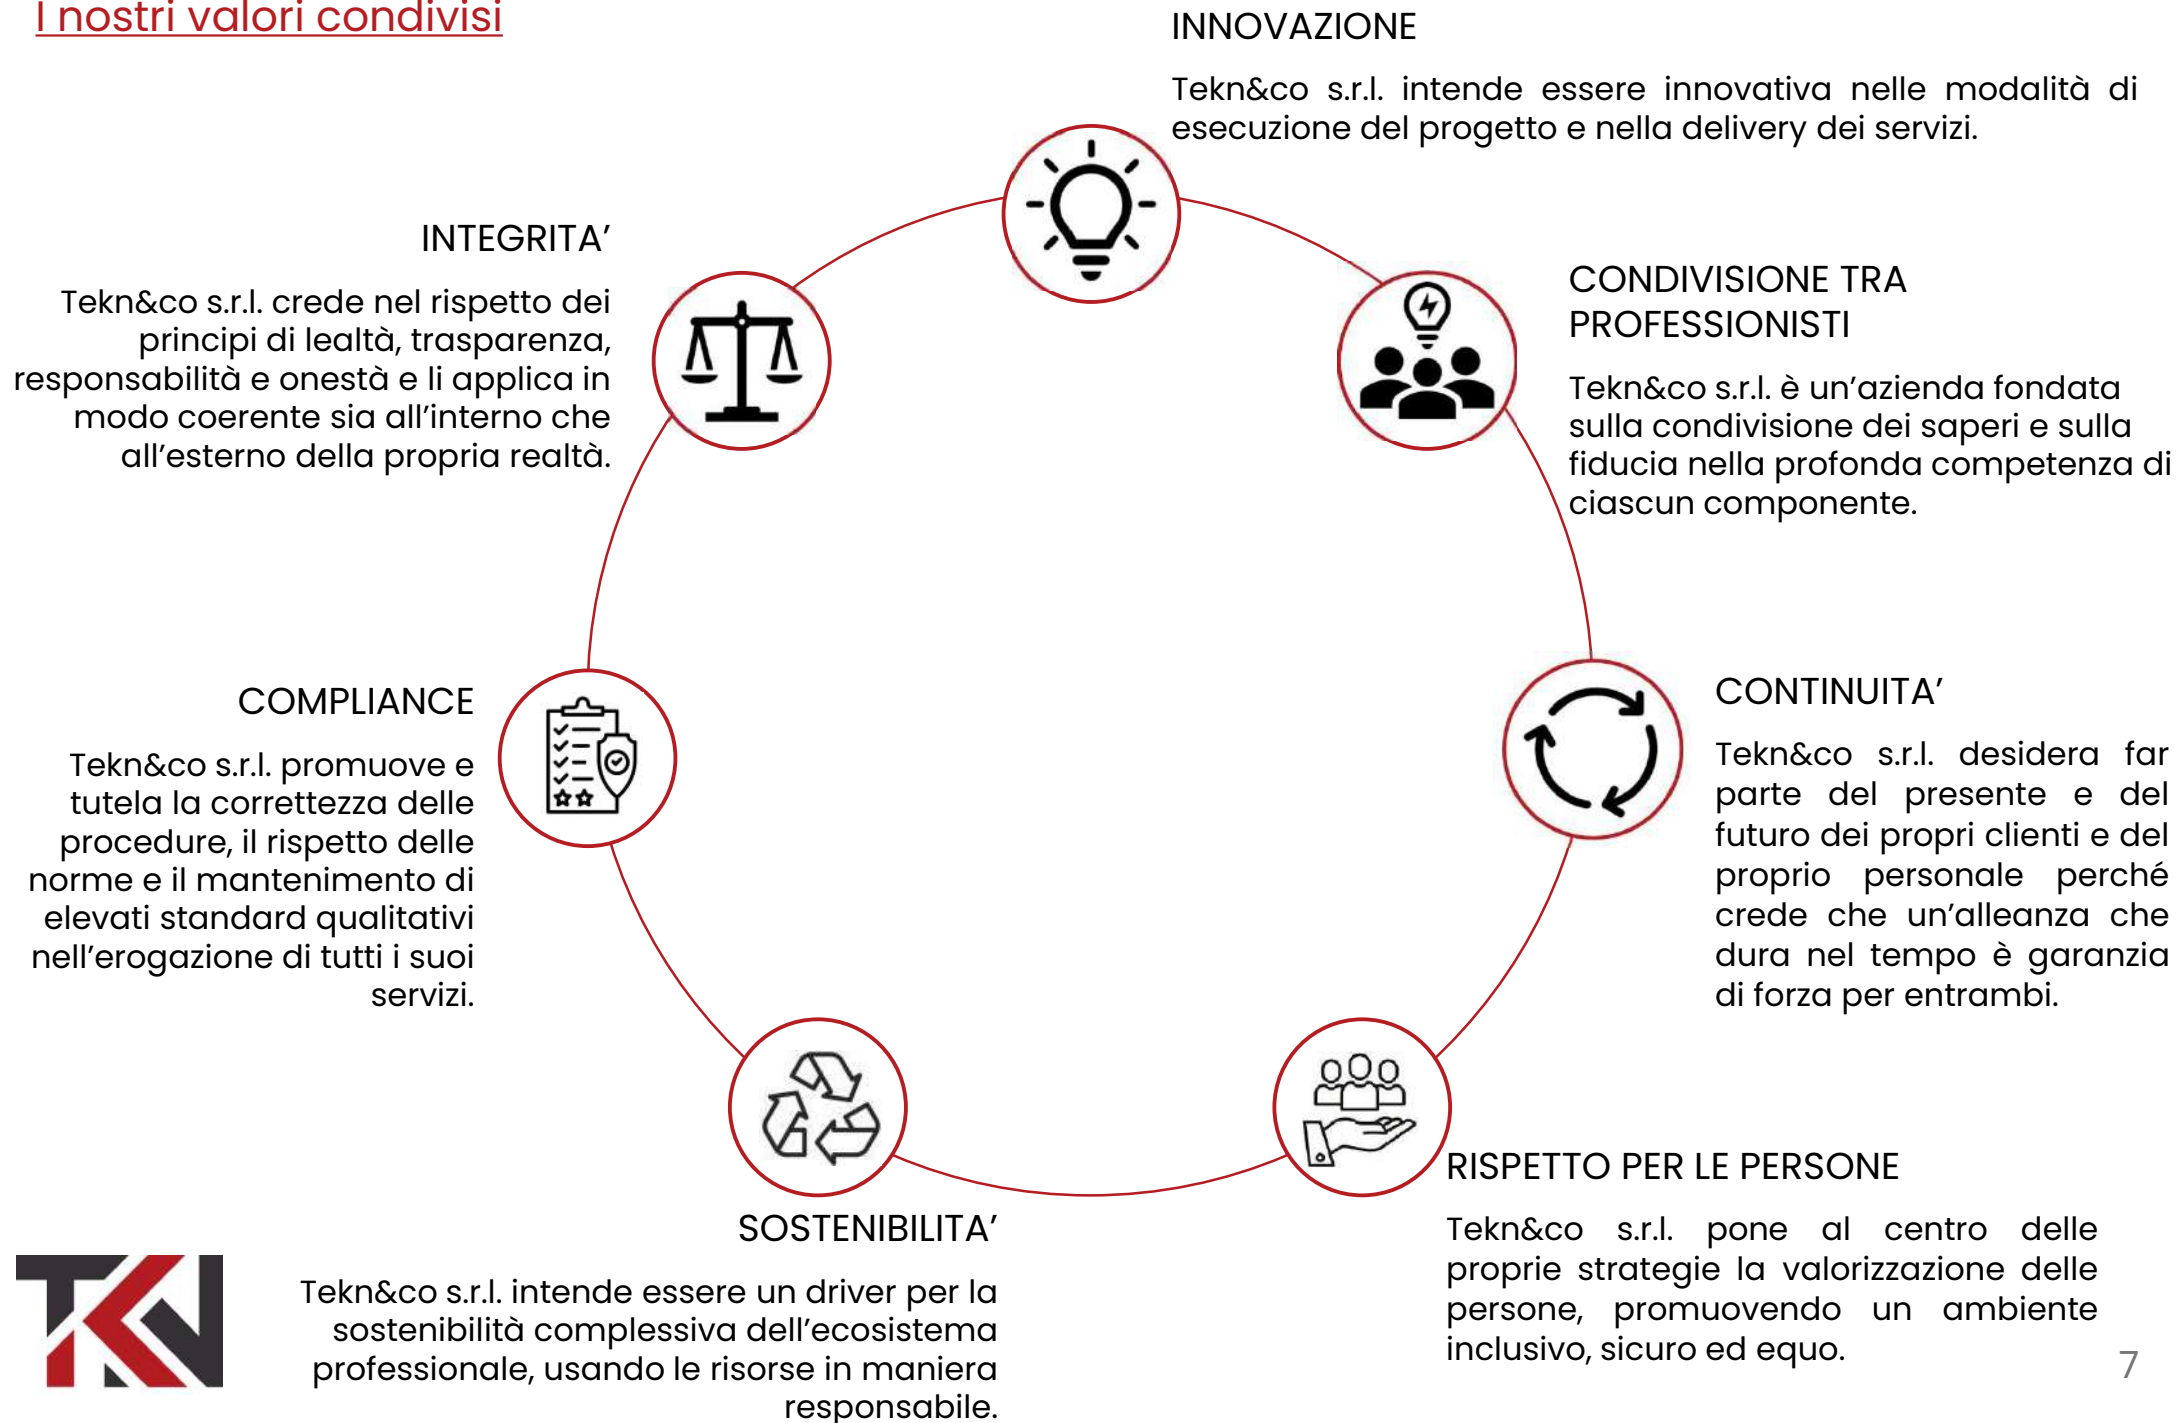 I nostri valori condivisi
INNOVAZIONE
Tekn&co s.r.l. intende essere innovativa nelle modalità di
esecuzione del progetto e nella delivery dei servizi.
INTEGRITA’
Tekn&co s.r.l. crede nel rispetto dei
principi di lealtà, trasparenza,
responsabilità e onestà e li applica in
modo coerente sia all’interno che
all’esterno della propria realtà.
CONDIVISIONE TRA
PROFESSIONISTI
Tekn&co s.r.l. è un’azienda fondata
sulla condivisione dei saperi e sulla
fiducia nella profonda competenza di
ciascun componente.
COMPLIANCE
Tekn&co s.r.l. promuove e
tutela la correttezza delle
procedure, il rispetto delle
norme e il mantenimento di
elevati standard qualitativi
nell’erogazione di tutti i suoi
servizi.
CONTINUITA’
Tekn&co s.r.l. desidera far
parte del presente e del
futuro dei propri clienti e del
proprio personale perché
crede che un’alleanza che
dura nel tempo è garanzia
di forza per entrambi.
SOSTENIBILITA’
Tekn&co s.r.l. intende essere un driver per la
sostenibilità complessiva dell’ecosistema
professionale, usando le risorse in maniera
responsabile.
RISPETTO PER LE PERSONE
Tekn&co s.r.l. pone al centro delle
proprie strategie la valorizzazione delle
persone, promuovendo un ambiente
inclusivo, sicuro ed equo.
TKN
7